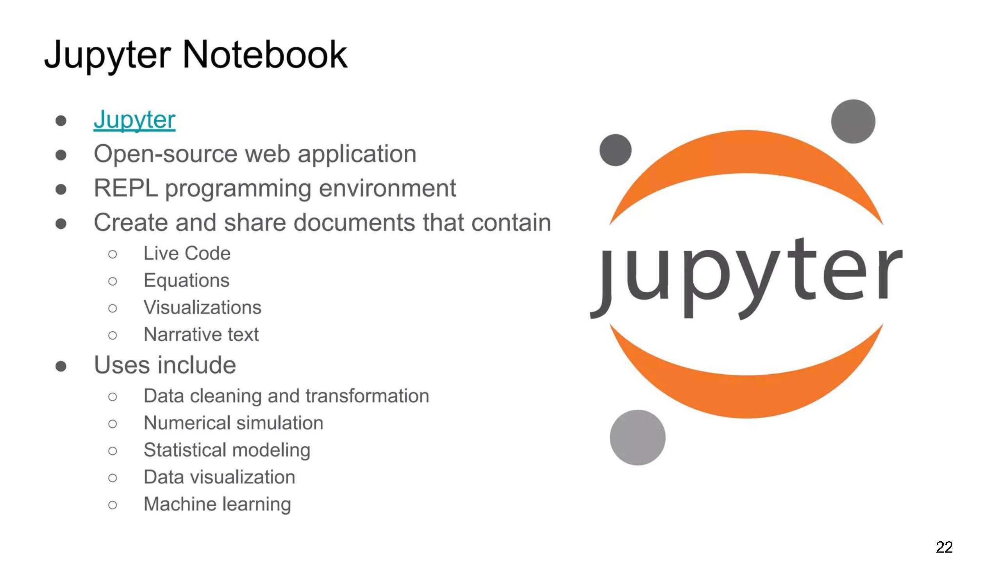 Jupyter Notebook
● Jupyter
● Open-source web application
● REPL programming environment
● Create and share documents that contain
○ Live Code
○ Equations
○ Visualizations
○ Narrative text
● Uses include
○ Data cleaning and transformation
○ Numerical simulation
○ Statistical modeling
○ Data visualization
○ Machine learning
jupyter
22